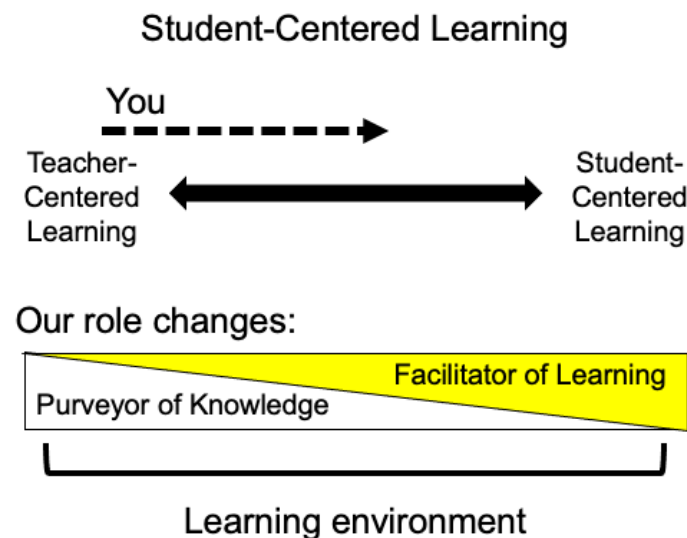 Student-Centered Learning
You
Teacher-
Centered
Learning
Student-
Centered
Learning
Our role changes:
Facilitator of Learning
Purveyor of Knowledge
Learning environment